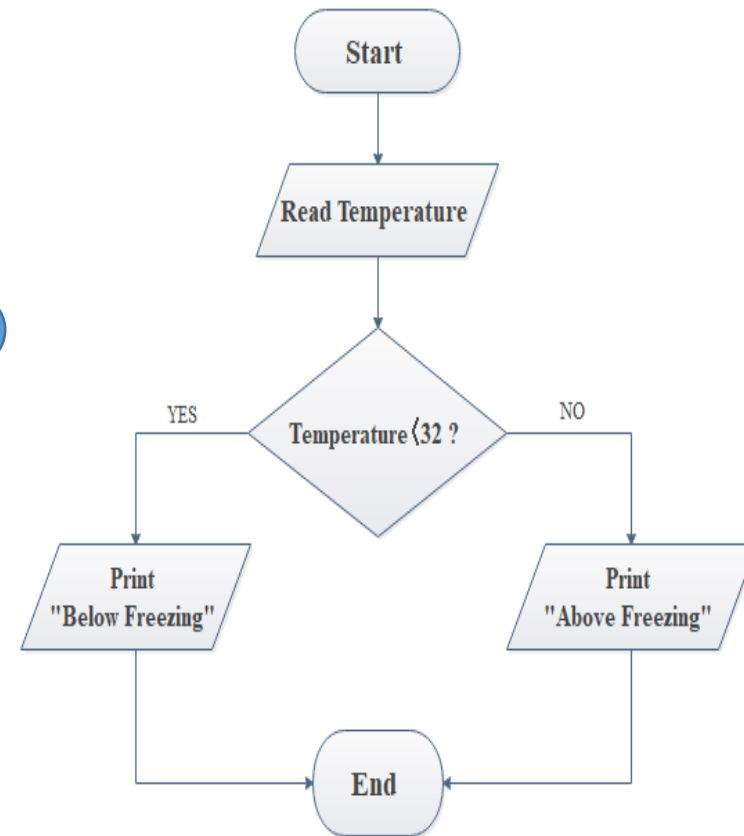 Start
Read Temperature
Temperature<32 ?
YES
NO
Print
"Below Freezing"
Print
"Above Freezing"
End